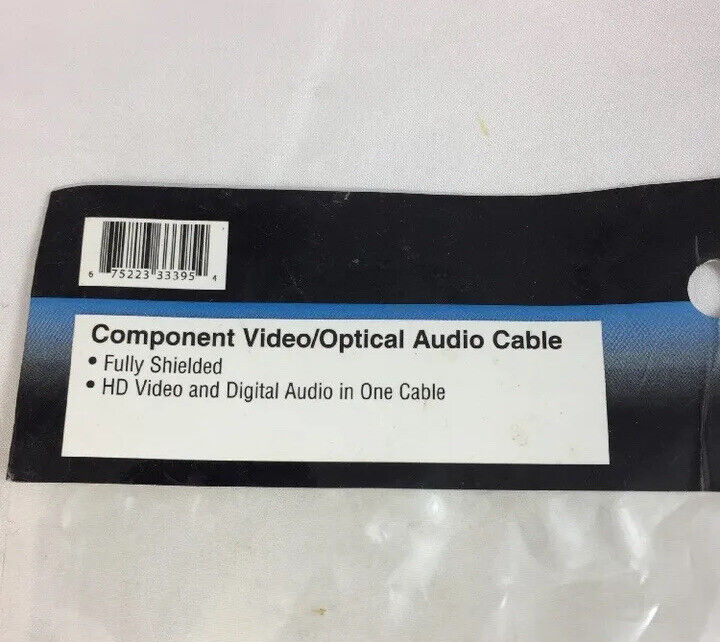 6 75223 33395 4
Component Video/Optical Audio Cable
• Fully Shielded
• HD Video and Digital Audio in One Cable